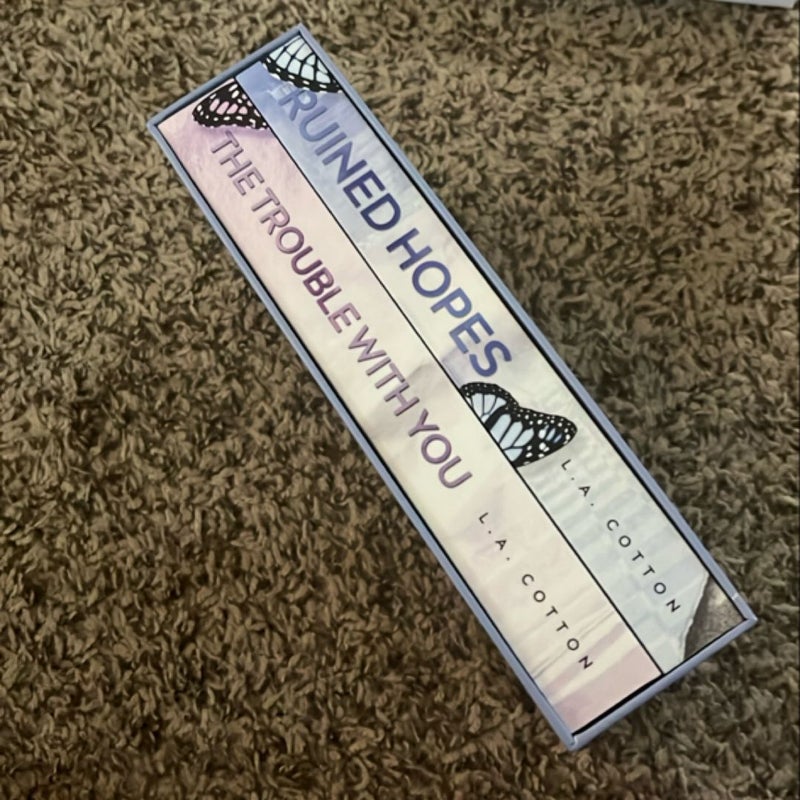 RUINED HOPES
L.A. COTTON
THE TROUBLE WITH YOU
L.A. COTTON